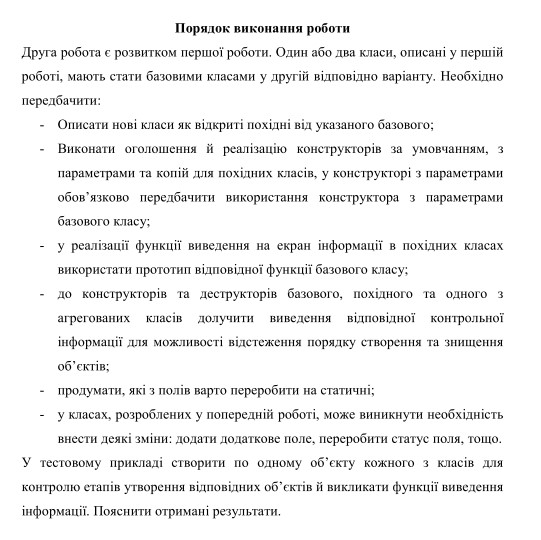 Порядок виконання роботи
Друга робота є розвитком першої роботи. Один або два класи, описані у першій
роботі, мають стати базовими класами у другій відповідно варіанту. Необхідно
передбачити:
- Описати нові класи як відкриті похідні від указаного базового;
- Виконати оголошення й реалізацію конструкторів за умовчанням, з
параметрами та копій для похідних класів, у конструкторі з параметрами
обов’язково передбачити використання конструктора з параметрами
базового класу;
- у реалізації функції виведення на екран інформації в похідних класах
використати прототип відповідної функції базового класу;
- до конструкторів та деструкторів базового, похідного та одного з
агрегованих класів долучити виведення відповідної контрольної
інформації для можливості відстеження порядку створення та знищення
об’єктів;
- продумати, які з полів варто переробити на статичні;
- у класах, розроблених у попередній роботі, може виникнути необхідність
внести деякі зміни: додати додаткове поле, переробити статус поля, тощо.
У тестовому прикладі створити по одному об’єкту кожного з класів для
контролю етапів утворення відповідних об’єктів й викликати функції виведення
інформації. Пояснити отримані результати.